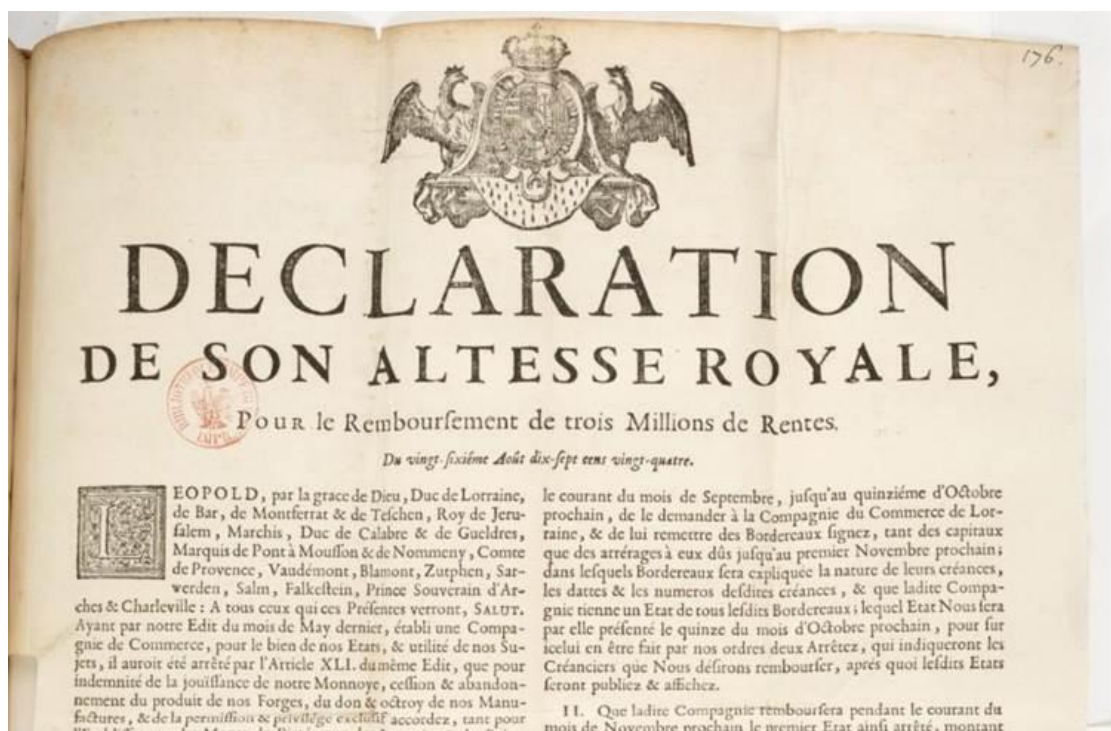 176.
DECLARATION
DE SON ALTESSE ROYALE,
POUR le Rembourſement de trois Millions de Rentes.
Du vingt-ſixiéme Août dix-ſept cens vingt-quatre.
LEOPOLD, par la grace de Dieu, Duc de Lorraine,
de Bar, de Montferrat & de Teſchen, Roy de Jeru-
ſalem, Marchis, Duc de Calabre & de Gueldres,
Marquis de Pont à Mouſſon & de Nommeny, Comte
de Provence, Vaudémont, Blamont, Zutphen, Sar-
werden, Salm, Falkeſtein, Prince Souverain d'Ar-
ches & Charleville : A tous ceux qui ces Préſentes verront, SALUT.
Ayant par notre Edit du mois de May dernier, établi une Compa-
gnie de Commerce, pour le bien de nos Etats, & utilité de nos Su-
jets, il auroit été arrêté par l'Article XLI. du même Edit, que pour
indemnité de la joüiſſance de notre Monnoye, ceſſion & abandon-
nement du produit de nos Forges, du don & octroy de nos Manu-
factures, & de la permiſſion & privilége excluſif accordez, tant pour
le courant du mois de Septembre, juſqu'au quinziéme d'Octobre
prochain, de le demander à la Compagnie du Commerce de Lor-
raine, & de lui remettre des Bordereaux ſignez, tant des capitaux
que des arrérages à eux dûs juſqu'au premier Novembre prochain;
dans leſquels Bordereaux ſera expliquée la nature de leurs créances,
les dattes & les numeros deſdites créances, & que ladite Compa-
gnie tienne un Etat de tous leſdits Bordereaux; lequel Etat Nous ſera
par elle préſenté le quinze du mois d'Octobre prochain, pour ſur
icelui en être fait par nos ordres deux Arrêtez, qui indiqueront les
Créanciers que Nous déſirons rembourſer, aprés quoi leſdits Etats
ſeront publiez & affichez.
II. Que ladite Compagnie rembourſera pendant le courant du
mois de Novembre prochain le premier Etat ainſi arrêté, montant